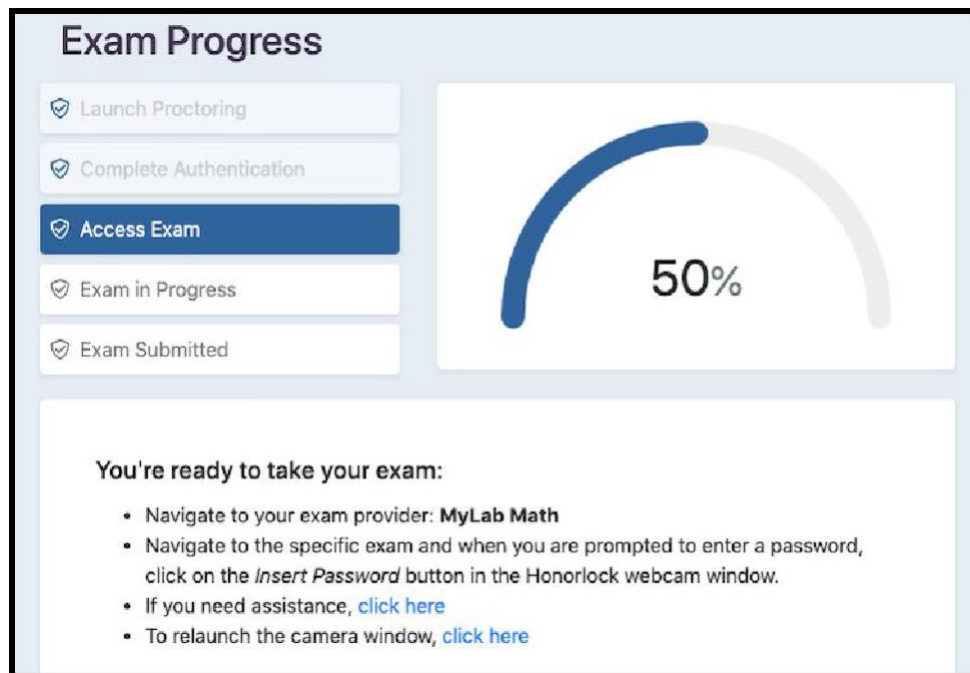 Exam Progress
Launch Proctoring
Complete Authentication
Access Exam
Exam in Progress
Exam Submitted
50%
You're ready to take your exam:
• Navigate to your exam provider: MyLab Math
• Navigate to the specific exam and when you are prompted to enter a password,
click on the Insert Password button in the Honorlock webcam window.
• If you need assistance, click here
• To relaunch the camera window, click here